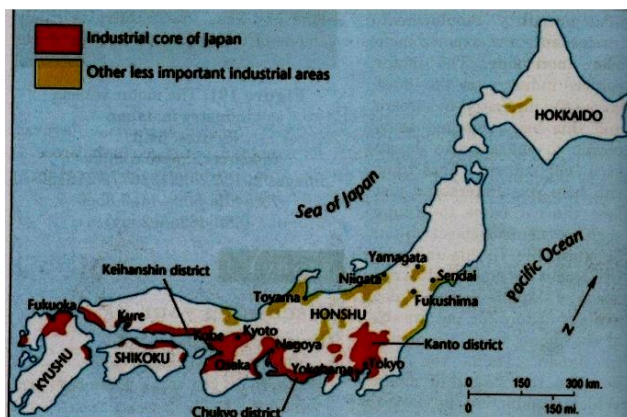 Industrial core of Japan
Other less important industrial areas
HOKKAIDO
Sea of Japan
Pacific Ocean
Yamagata
Keihanshin district
Niigata
Sendai
Toyama
Fukushima
Fukuoka
HONSHU
Kure
Kobe
Kyoto
Nagoya
Kanto district
KYUSHU
SHIKOKU
Osaka
Yokohama
Tokyo
Chukyo district
N
0 150 300 km.
0 150 mi.